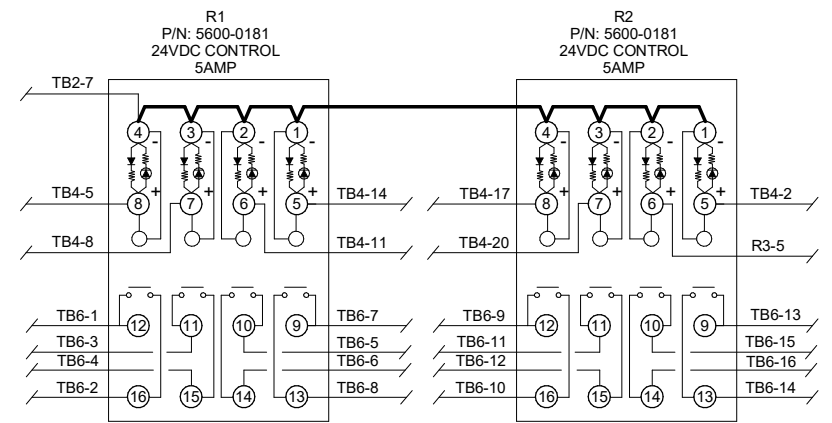 R1 R2
P/N: 5600-0181 P/N: 5600-0181
24VDC CONTROL 24VDC CONTROL
5AMP 5AMP
TB2-7
4 3 2 1 4 3 2 1
- - - - - - - -
+ + + + + + + +
TB4-5 8 7 6 5 TB4-14 TB4-17 8 7 6 5 TB4-2
TB4-8 TB4-11 TB4-20 R3-5
TB6-1 12 11 10 9 TB6-7 TB6-9 12 11 10 9 TB6-13
TB6-3 TB6-5 TB6-11 TB6-15
TB6-4 TB6-6 TB6-12 TB6-16
TB6-2 16 15 14 13 TB6-8 TB6-10 16 15 14 13 TB6-14